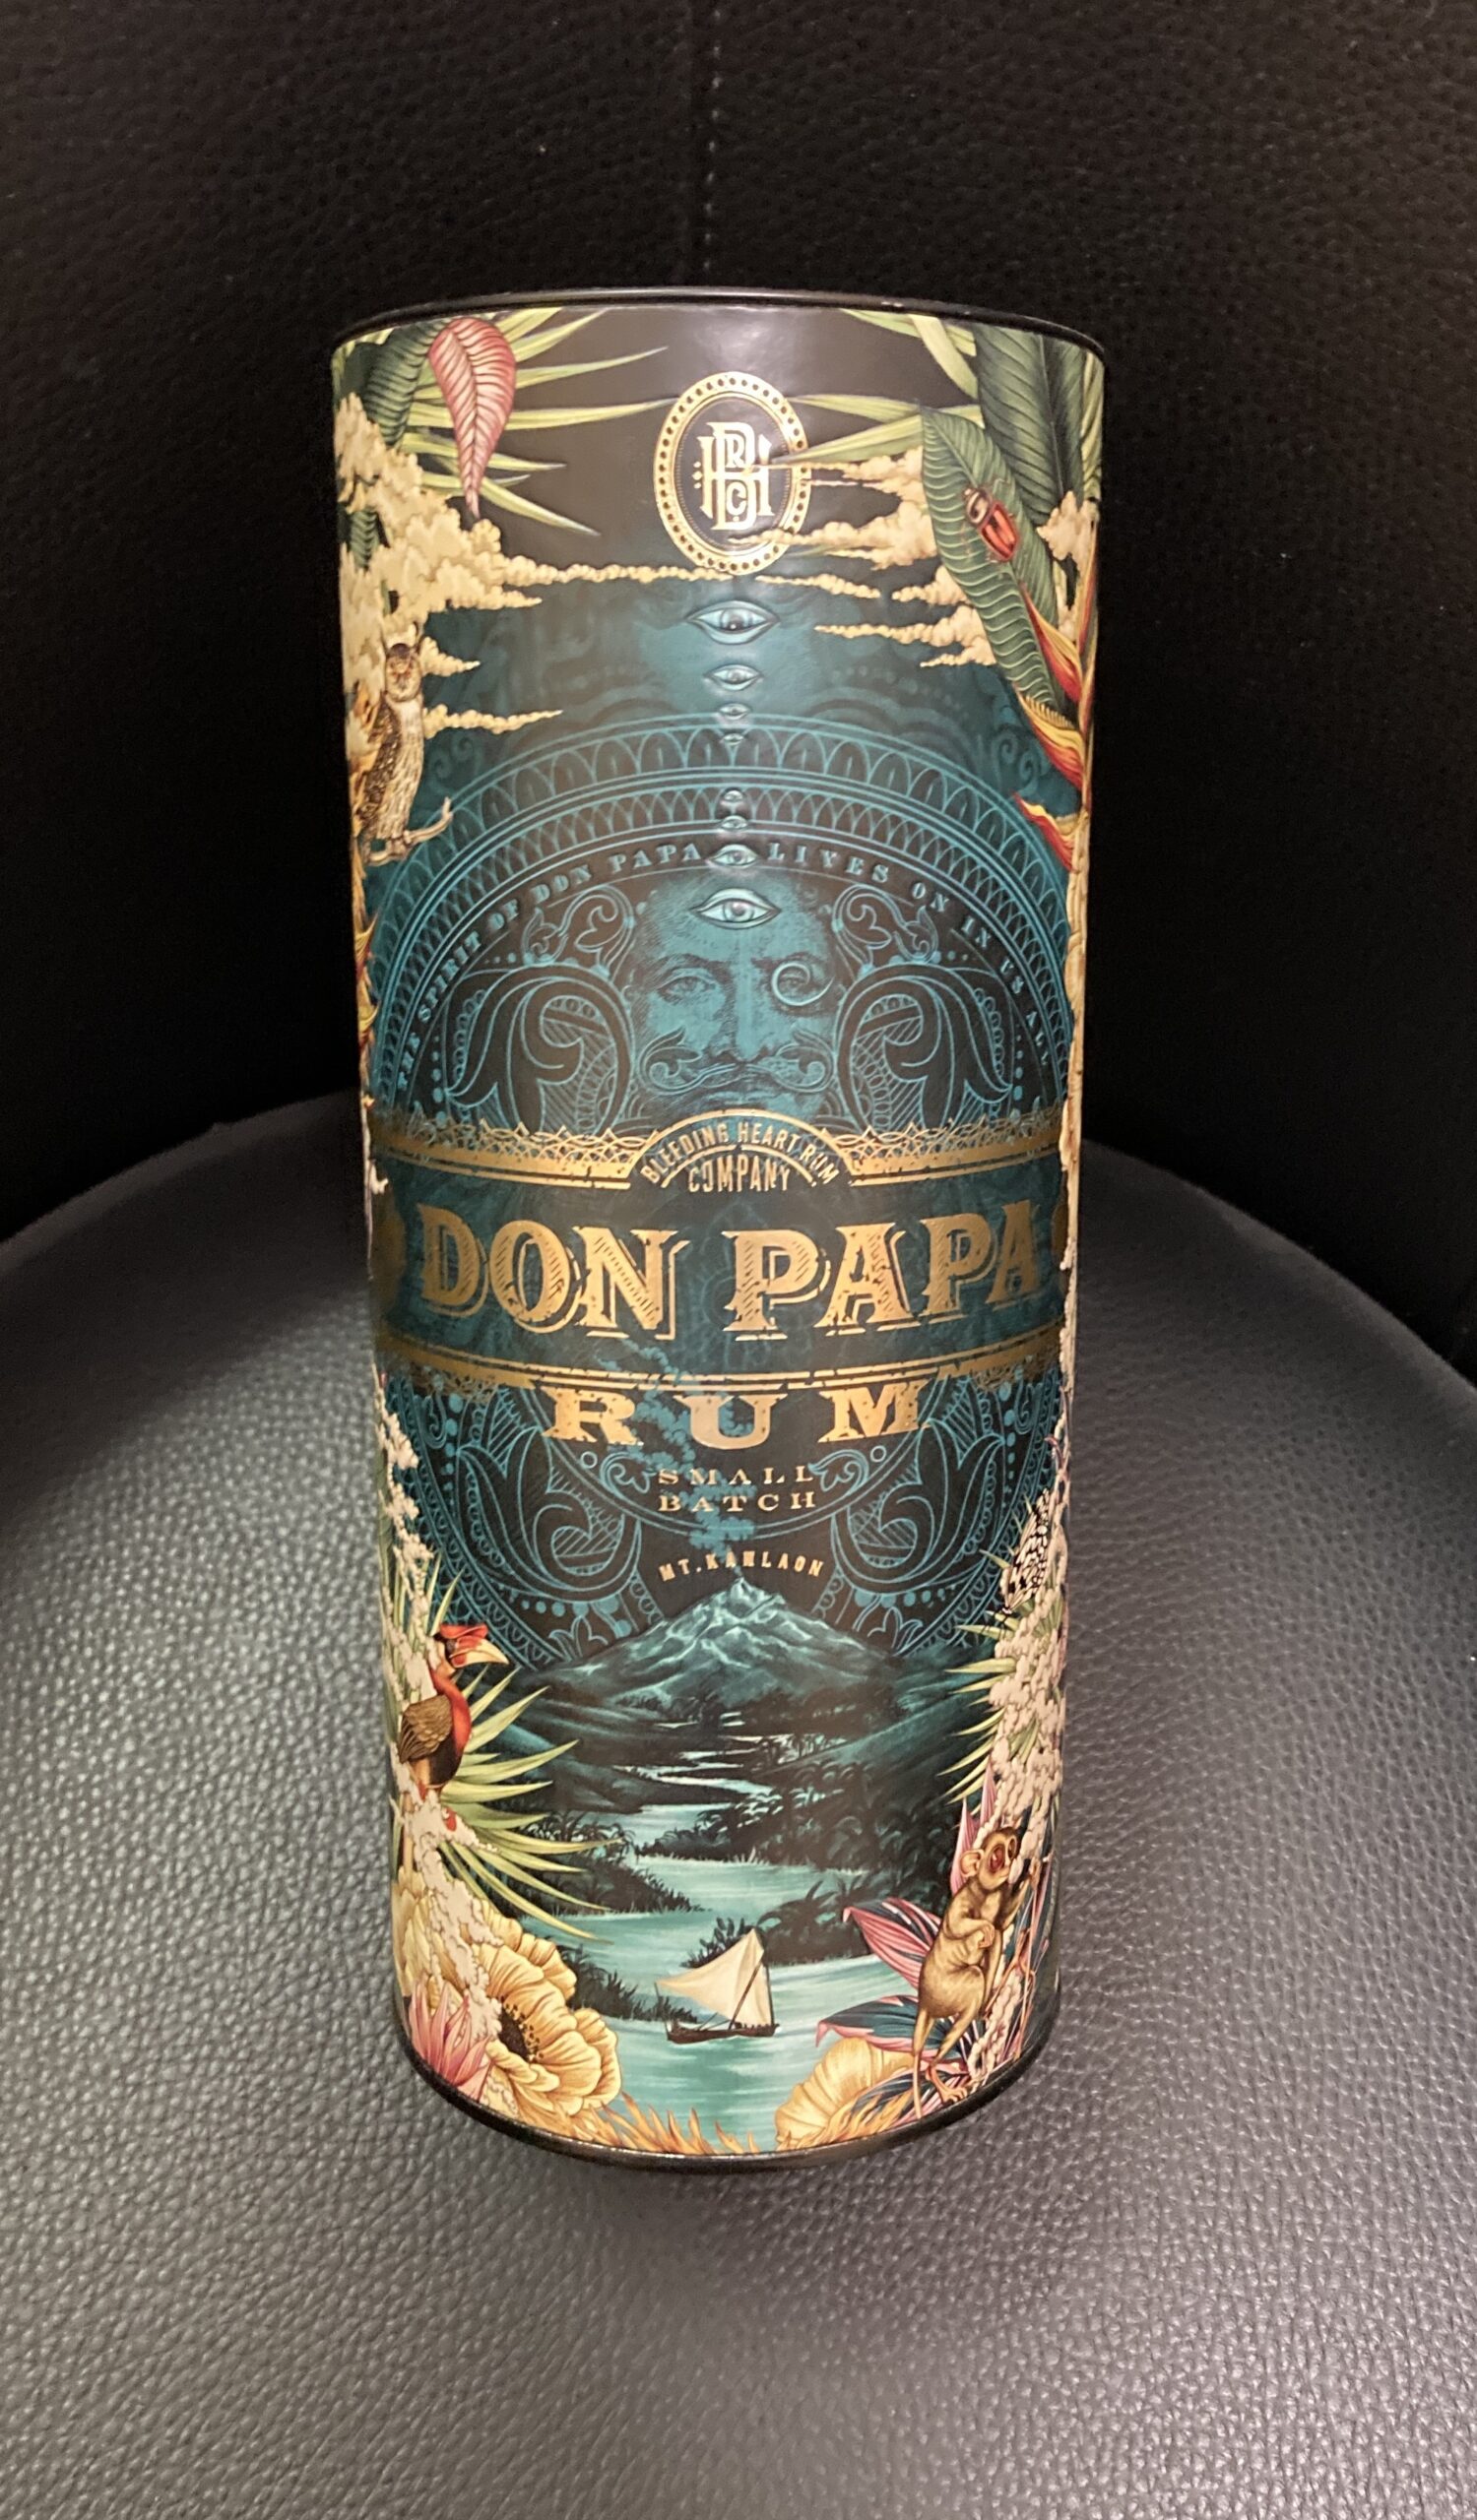 BHRC
THE SPIRIT OF DON PAPA LIVES ON IN US ALL
BLEEDING HEART RUM
COMPANY
DON PAPA
RUM
SMALL
BATCH
MT. KANLAON